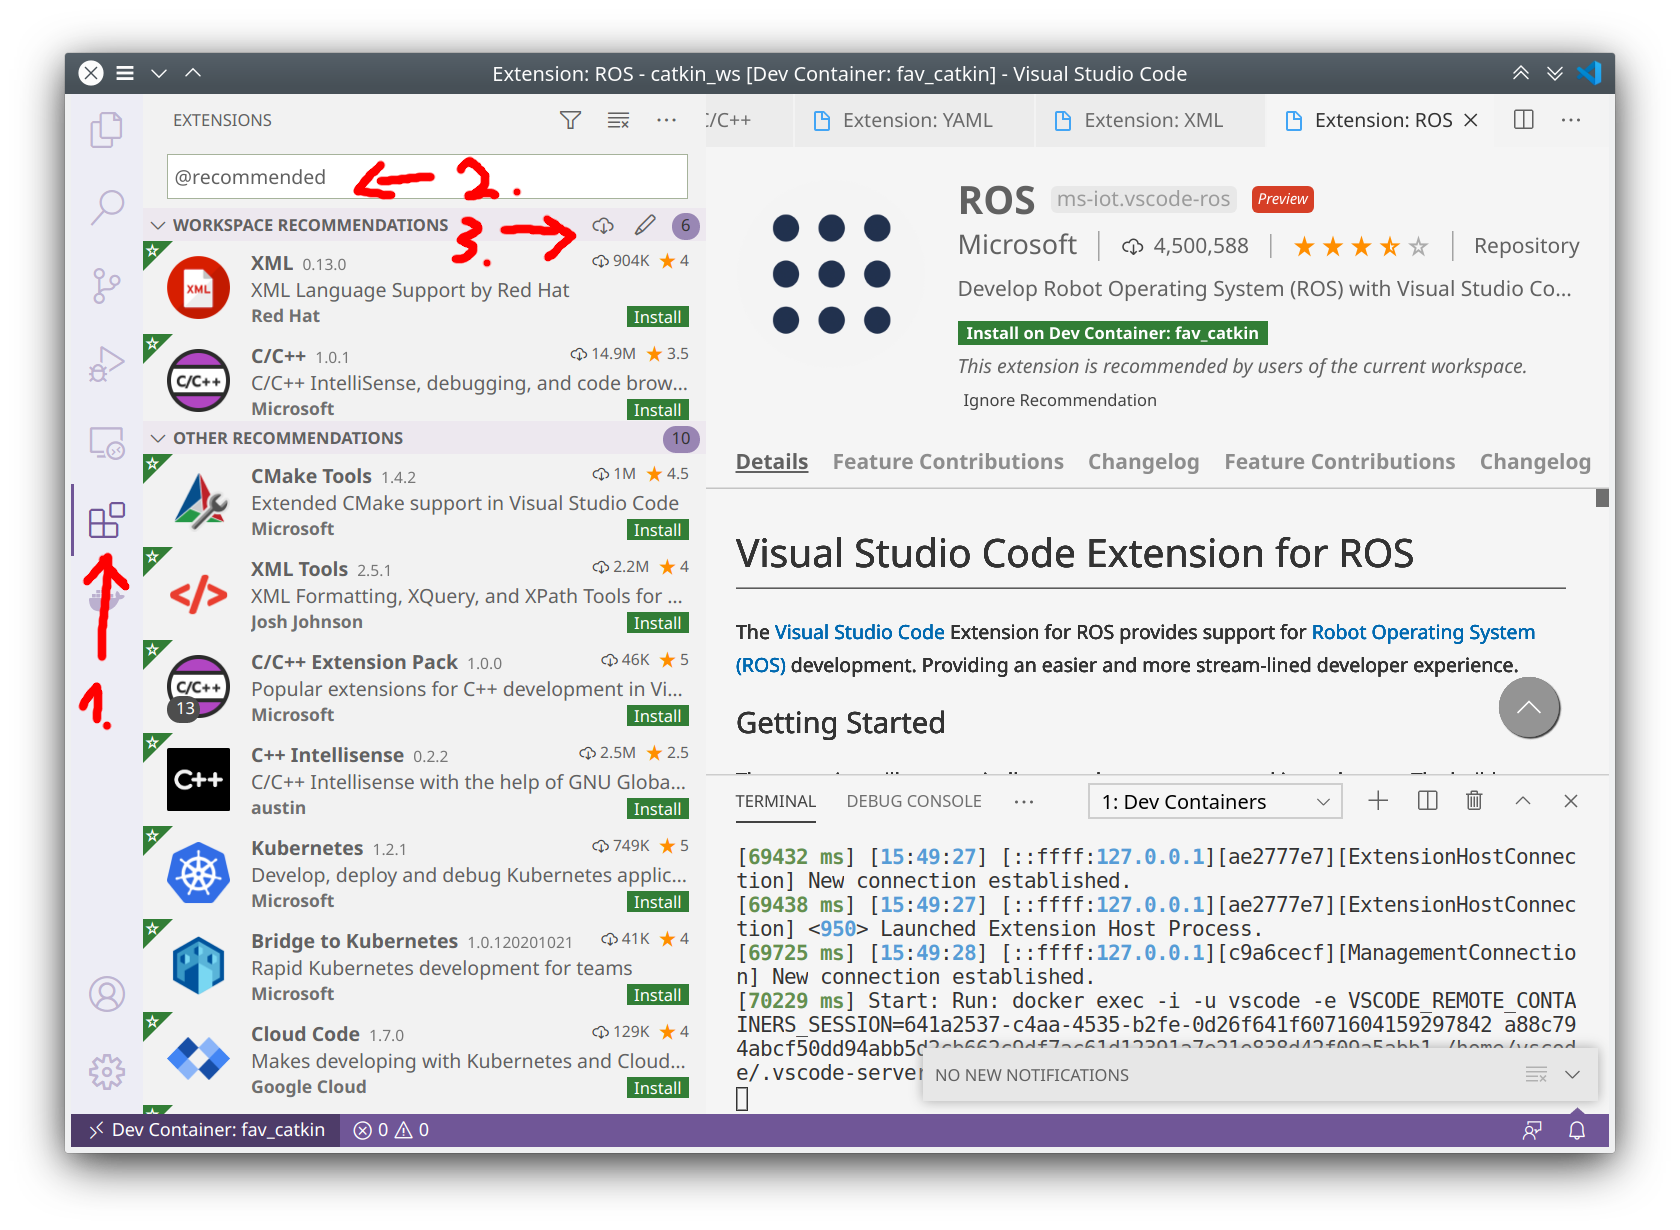 Extension: ROS - catkin_ws [Dev Container: fav_catkin] - Visual Studio Code
EXTENSIONS
@recommended
2.
WORKSPACE RECOMMENDATIONS
3.
6
XML 0.13.0
904K 4
XML Language Support by Red Hat
Red Hat
Install
C/C++ 1.0.1
14.9M 3.5
C/C++ IntelliSense, debugging, and code brow...
Microsoft
Install
C/C++
OTHER RECOMMENDATIONS
10
CMake Tools 1.4.2
1M 4.5
Extended CMake support in Visual Studio Code
Microsoft
Install
XML Tools 2.5.1
2.2M 4
XML Formatting, XQuery, and XPath Tools for ...
Josh Johnson
Install
</>
C/C++ Extension Pack 1.0.0
46K 5
Popular extensions for C++ development in Vi...
Microsoft
Install
C/C++
13
C++ Intellisense 0.2.2
2.5M 2.5
C/C++ Intellisense with the help of GNU Globa...
austin
Install
C++
Kubernetes 1.2.1
749K 5
Develop, deploy and debug Kubernetes applic...
Microsoft
Install
Bridge to Kubernetes 1.0.120201021
41K 4
Rapid Kubernetes development for teams
Microsoft
Install
Cloud Code 1.7.0
129K 4
Makes developing with Kubernetes and Cloud...
Google Cloud
Install
XML
1.
:/C++
Extension: YAML
Extension: XML
Extension: ROS
ROS ms-iot.vscode-ros Preview
Microsoft 4,500,588 Repository
Develop Robot Operating System (ROS) with Visual Studio Co...
Install on Dev Container: fav_catkin
This extension is recommended by users of the current workspace.
Ignore Recommendation
Details Feature Contributions Changelog Feature Contributions Changelog
Visual Studio Code Extension for ROS
The Visual Studio Code Extension for ROS provides support for Robot Operating System
(ROS) development. Providing an easier and more stream-lined developer experience.
Getting Started
TERMINAL DEBUG CONSOLE ... 1: Dev Containers
[69432 ms] [15:49:27] [::ffff:127.0.0.1][ae2777e7][ExtensionHostConnec
tion] New connection established.
[69438 ms] [15:49:27] [::ffff:127.0.0.1][ae2777e7][ExtensionHostConnec
tion] <950> Launched Extension Host Process.
[69725 ms] [15:49:28] [::ffff:127.0.0.1][c9a6cecf][ManagementConnectio
n] New connection established.
[70229 ms] Start: Run: docker exec -i -u vscode -e VSCODE_REMOTE_CONTA
INERS_SESSION=641a2537-c4aa-4535-b2fe-0d26f641f6071604159297842 a88c79
e/.vscode-server
NO NEW NOTIFICATIONS
Dev Container: fav_catkin
0 0